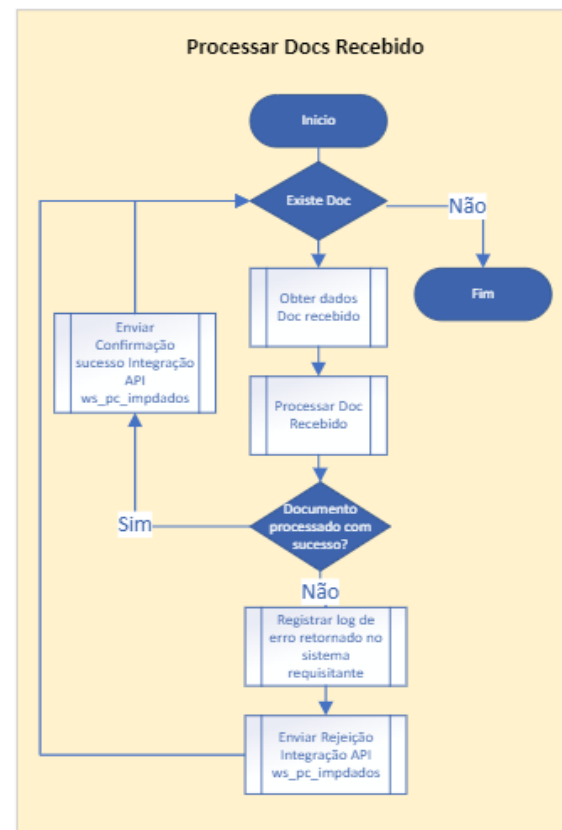 Processar Docs Recebido
Inicio
Existe Doc
Não
Fim
Obter dados
Doc recebido
Enviar
Confirmação
sucesso Integração
API
ws_pc_impdados
Processar Doc
Recebido
Documento
processado com
sucesso?
Sim
Não
Registrar log de
erro retornado no
sistema
requisitante
Enviar Rejeição
Integração API
ws_pc_impdados